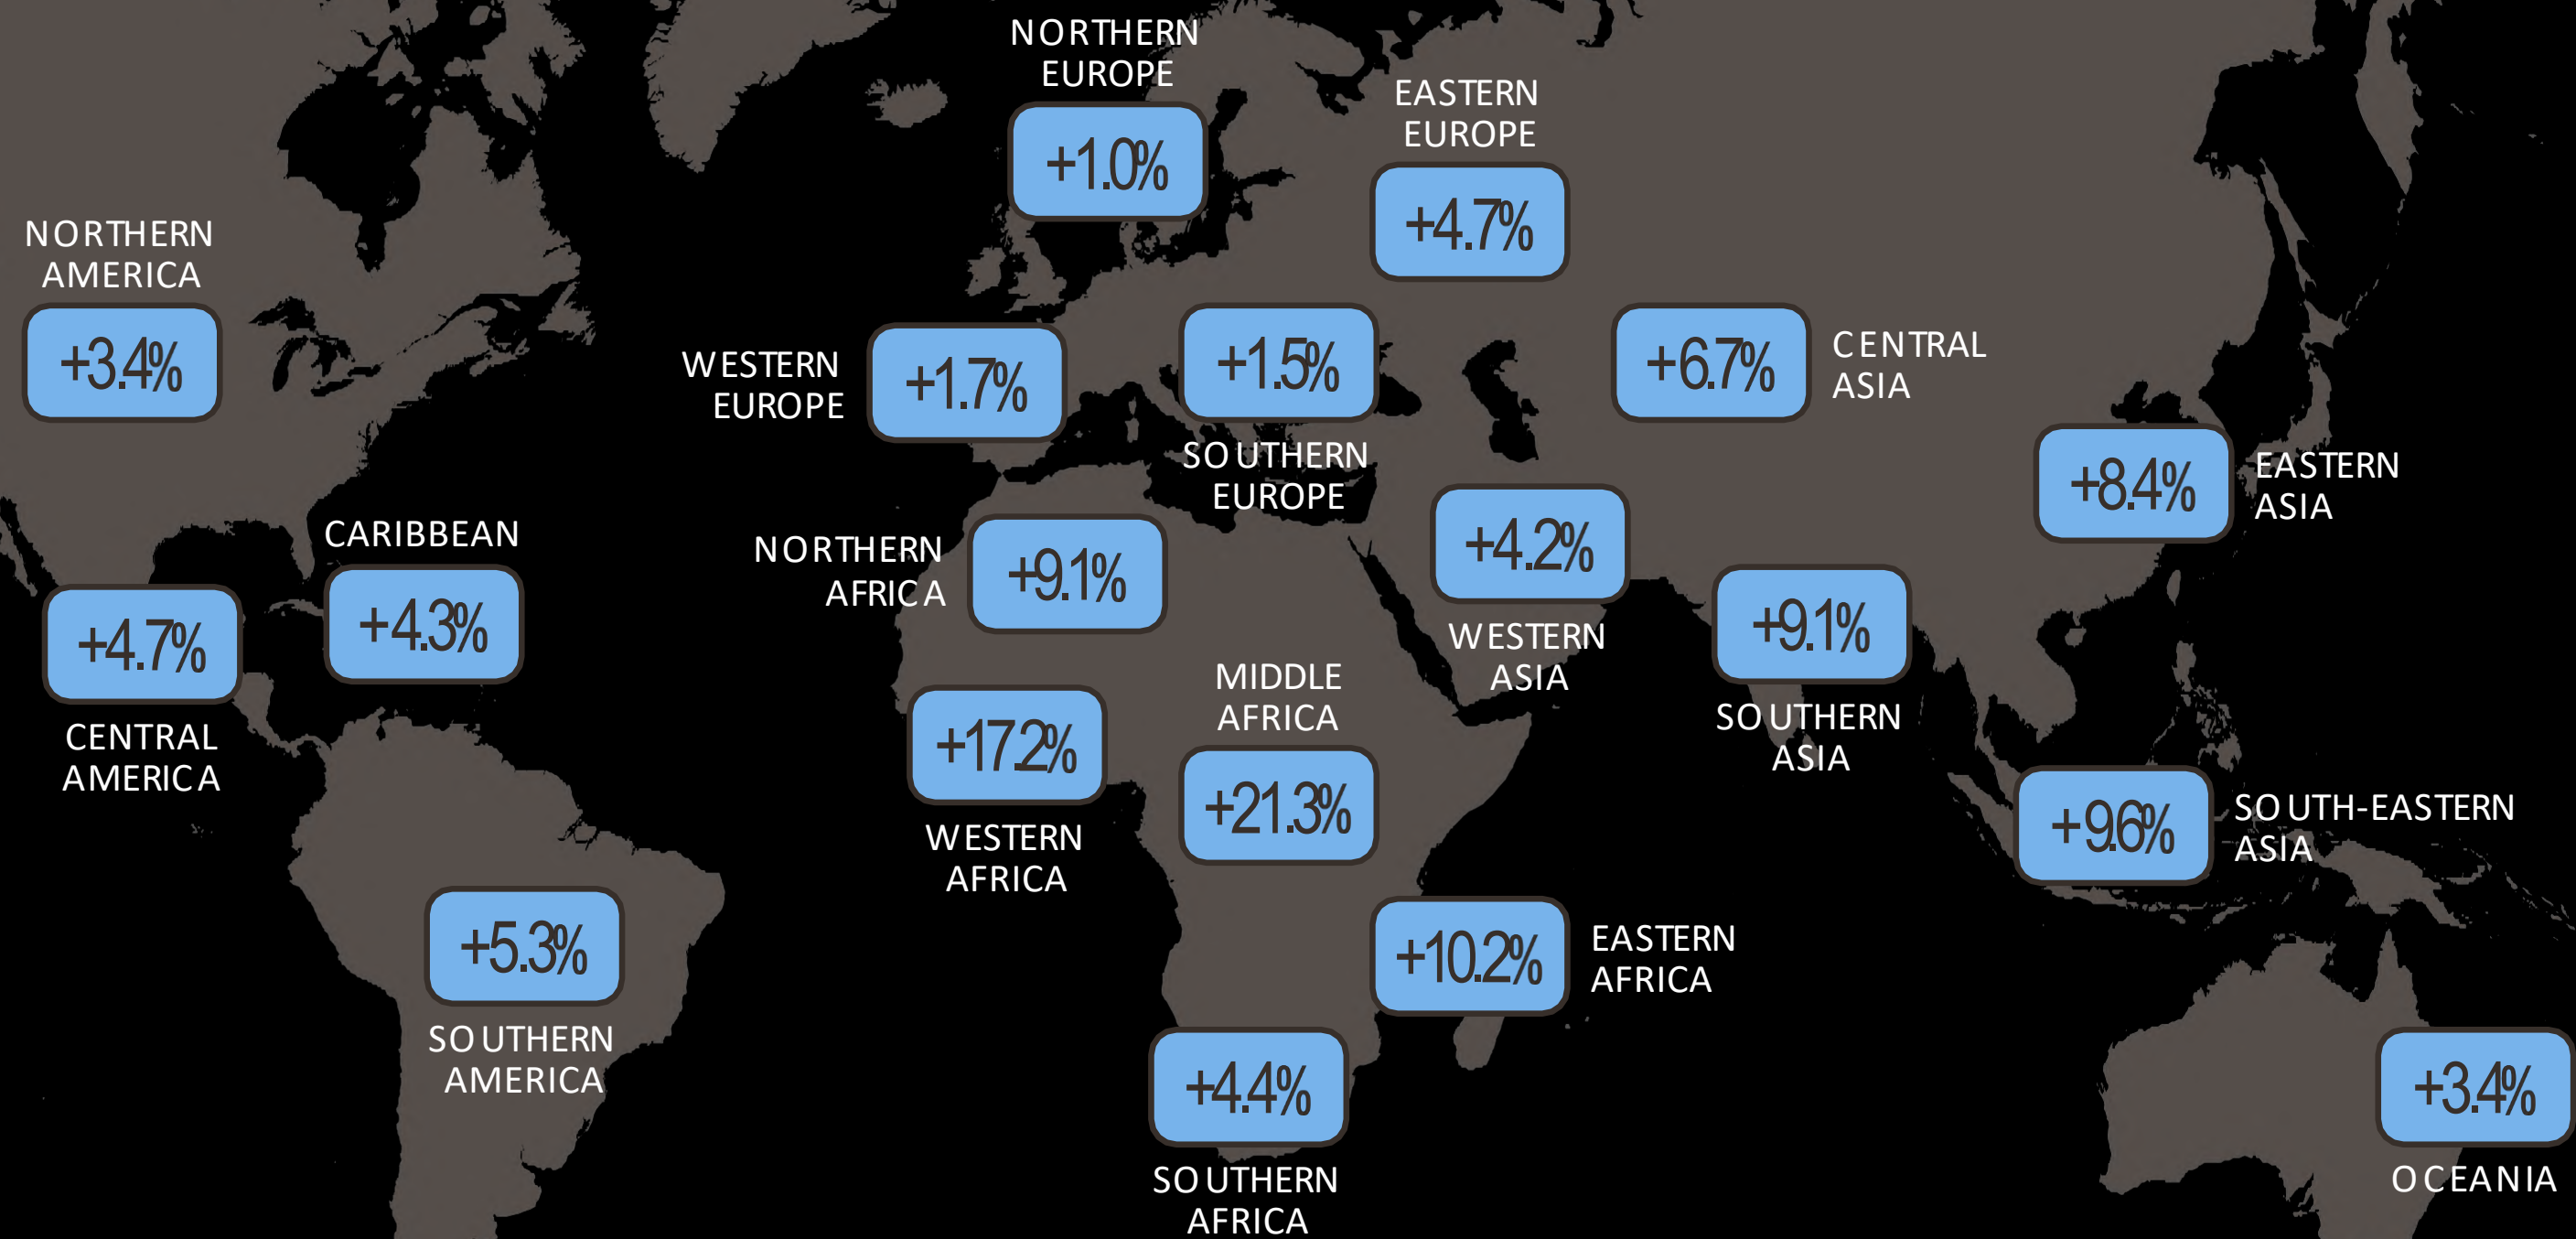 NORTHERN
EUROPE
+1.0%
EASTERN
EUROPE
+4.7%
NORTHERN
AMERICA
+3.4%
WESTERN
EUROPE
+1.7%
+1.5%
SOUTHERN
EUROPE
+6.7%
CENTRAL
ASIA
+8.4%
EASTERN
ASIA
CARIBBEAN
+4.3%
NORTHERN
AFRICA
+9.1%
+4.2%
WESTERN
ASIA
+9.1%
SOUTHERN
ASIA
+4.7%
CENTRAL
AMERICA
+17.2%
WESTERN
AFRICA
MIDDLE
AFRICA
+21.3%
+9.6%
SOUTH-EASTERN
ASIA
+5.3%
SOUTHERN
AMERICA
+10.2%
EASTERN
AFRICA
+4.4%
SOUTHERN
AFRICA
+3.4%
OCEANIA